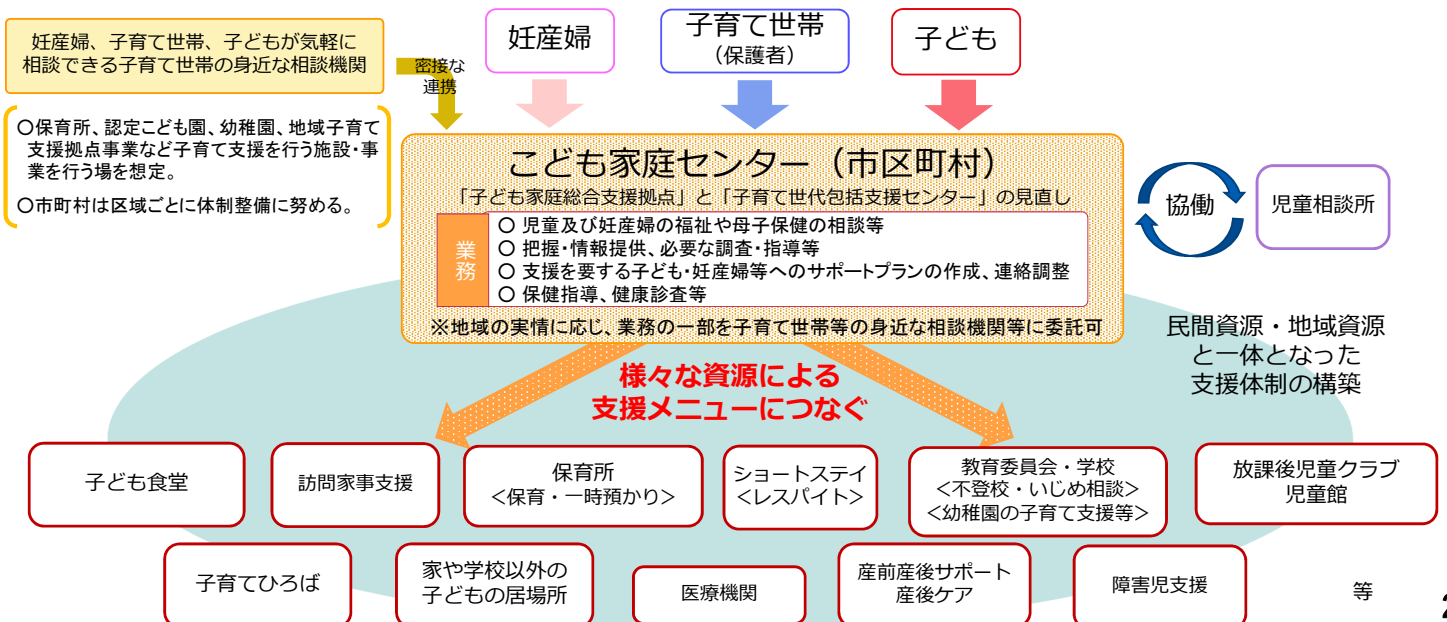 妊産婦、子育て世帯、子どもが気軽に
相談できる子育て世帯の身近な相談機関
密接な
連携
妊産婦
子育て世帯
（保護者）
子ども
〇保育所、認定こども園、幼稚園、地域子育て
支援拠点事業など子育て支援を行う施設・事
業を行う場を想定。
〇市町村は区域ごとに体制整備に努める。
こども家庭センター（市区町村）
「子ども家庭総合支援拠点」と「子育て世代包括支援センター」の見直し
業務
〇 児童及び妊産婦の福祉や母子保健の相談等
〇 把握・情報提供、必要な調査・指導等
〇 支援を要する子ども・妊産婦等へのサポートプランの作成、連絡調整
〇 保健指導、健康診査等
※地域の実情に応じ、業務の一部を子育て世帯等の身近な相談機関等に委託可
協働
児童相談所
様々な資源による
支援メニューにつなぐ
民間資源・地域資源
と一体となった
支援体制の構築
子ども食堂
訪問家事支援
保育所
<保育・一時預かり>
ショートステイ
<レスパイト>
教育委員会・学校
<不登校・いじめ相談>
<幼稚園の子育て支援等>
放課後児童クラブ
児童館
子育てひろば
家や学校以外の
子どもの居場所
医療機関
産前産後サポート
産後ケア
障害児支援
等